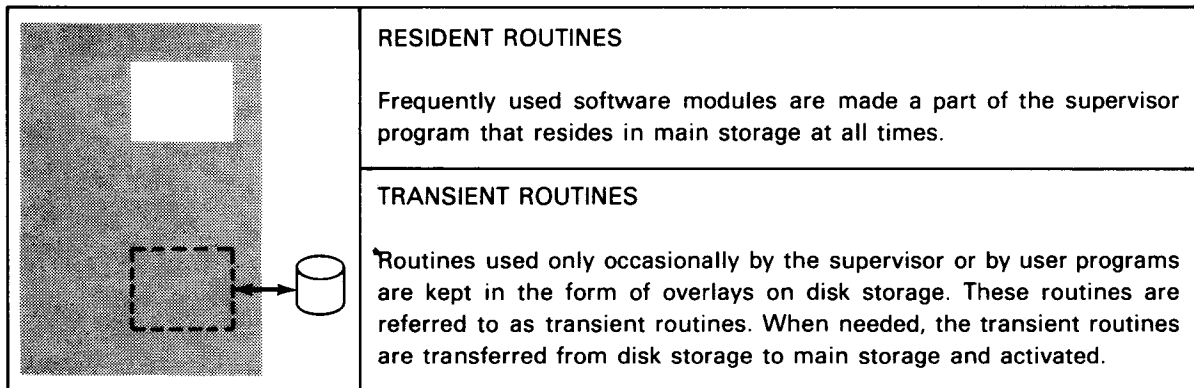 RESIDENT ROUTINES
Frequently used software modules are made a part of the supervisor
program that resides in main storage at all times.
TRANSIENT ROUTINES
Routines used only occasionally by the supervisor or by user programs
are kept in the form of overlays on disk storage. These routines are
referred to as transient routines. When needed, the transient routines
are transferred from disk storage to main storage and activated.